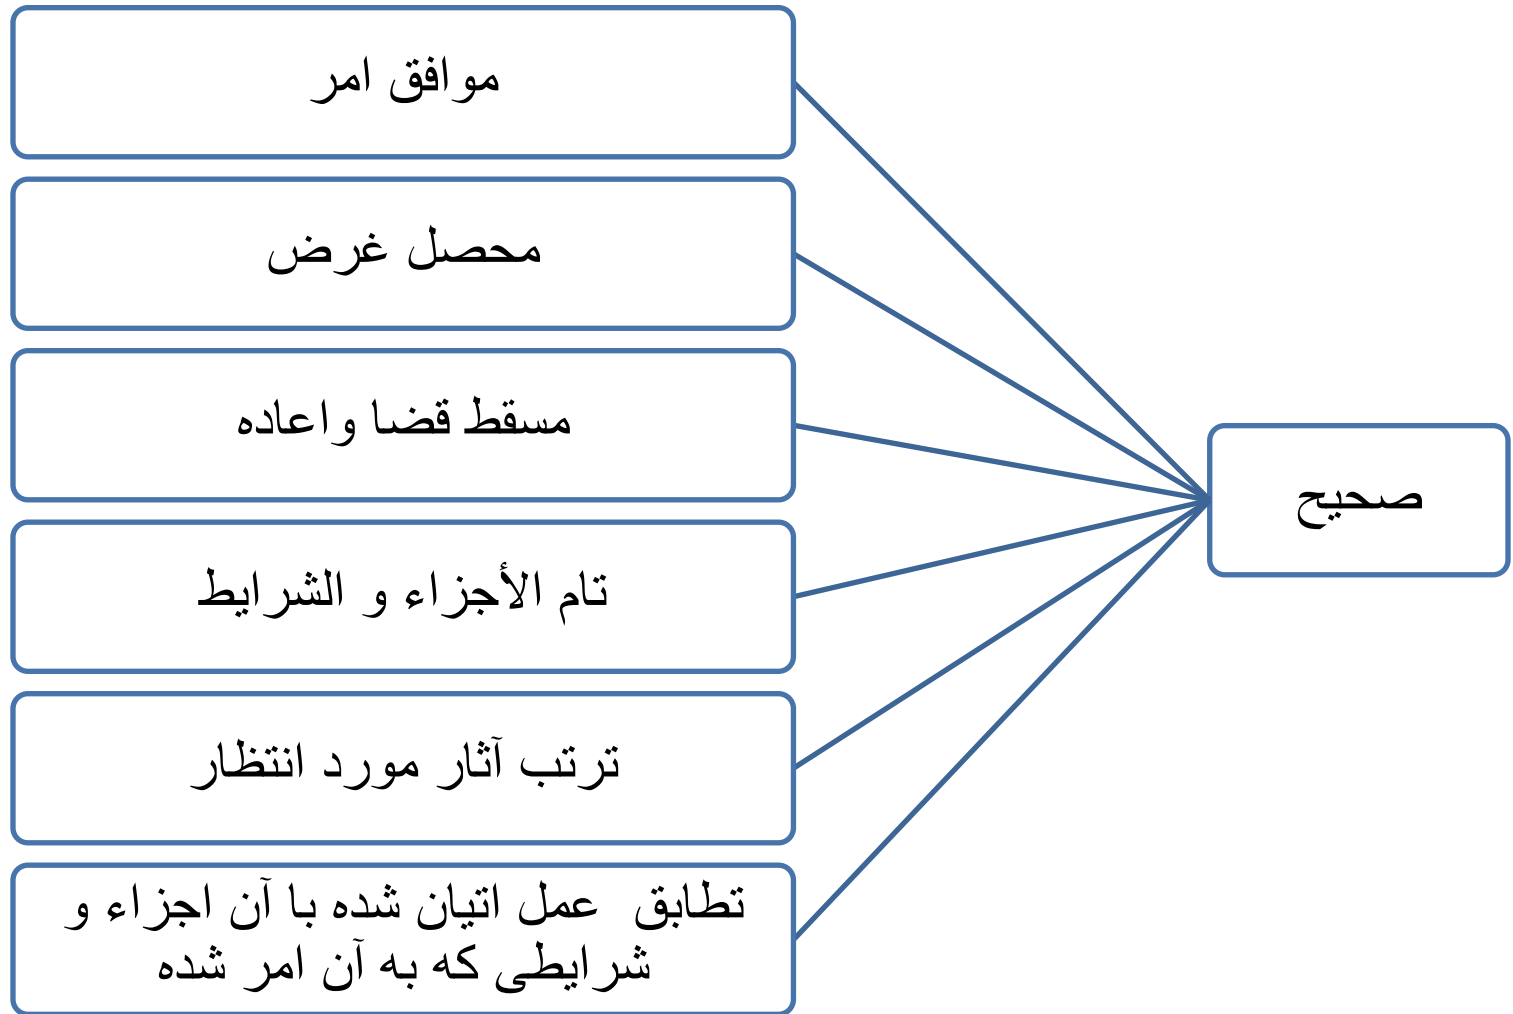 صحیح
موافق امر
محصل غرض
مسقط قضا و اعاده
تام الأجزاء و الشرایط
ترتب آثار مورد انتظار
تطابق عمل اتیان شده با آن اجزاء و
شرایطی که به آن امر شده